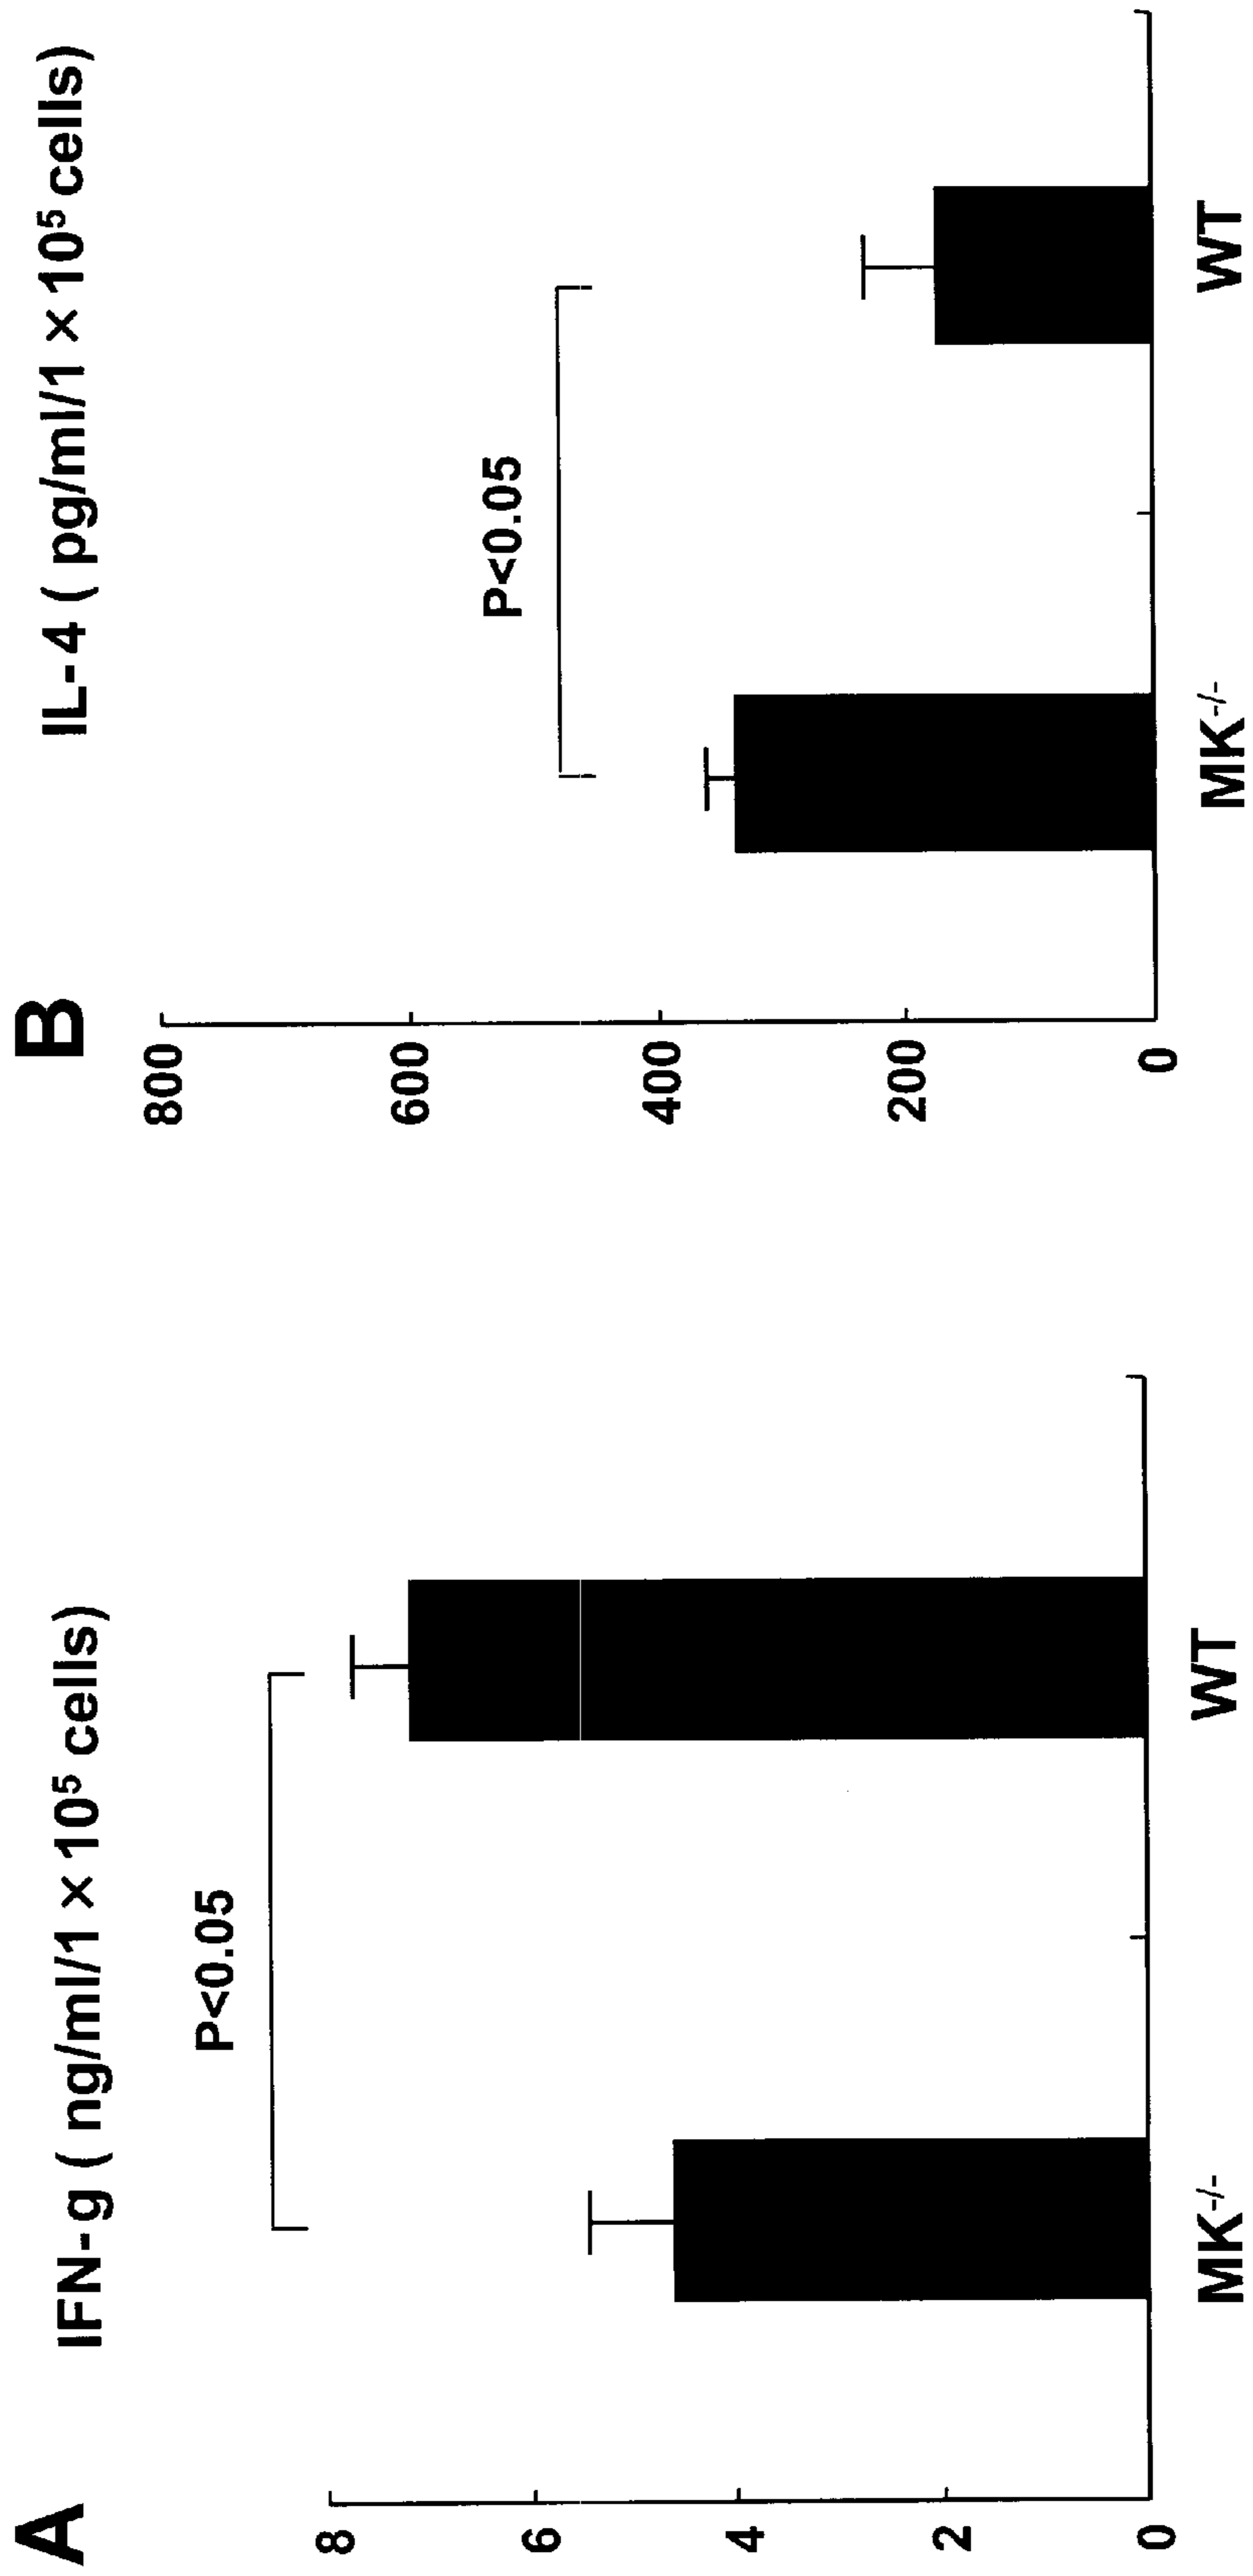 A
IFN-g ( ng/ml/1 × 10⁵ cells)
P<0.05
8
6
4
2
0
MK⁻/⁻
WT
B
IL-4 ( pg/ml/1 × 10⁵ cells)
P<0.05
800
600
400
200
0
MK⁻/⁻
WT